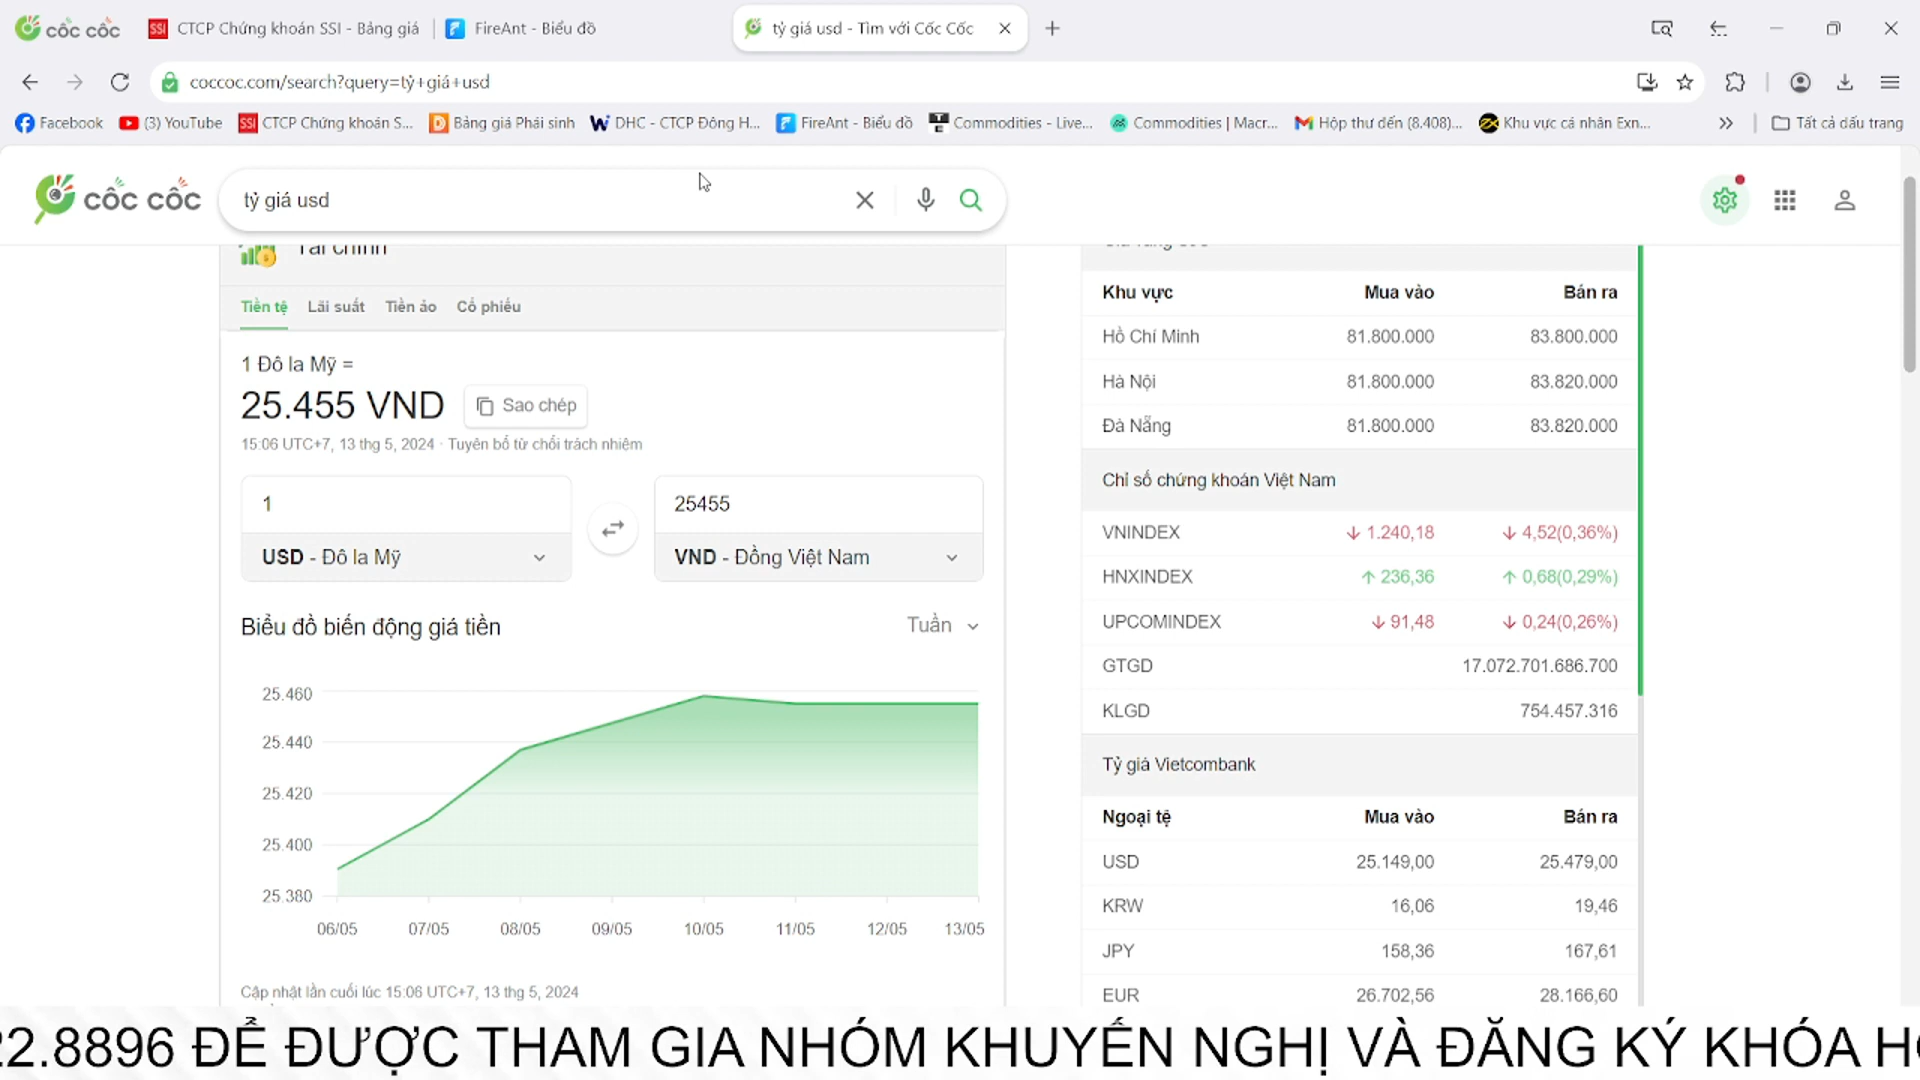 cốc cốc
CTCP Chứng khoán SSI - Bảng giá
FireAnt - Biểu đồ
tỷ giá usd - Tìm với Cốc Cốc
coccoc.com/search?query=tỷ+giá+usd
Facebook
(3) YouTube
SSI CTCP Chứng khoán S...
Bảng giá Phái sinh
DHC - CTCP Đông H...
FireAnt - Biểu đồ
Commodities - Live...
Commodities | Macr...
Hộp thư đến (8.408)...
Khu vực cá nhân Exn...
Tất cả dấu trang
cốc cốc
tỷ giá usd
Tài chính
Tiền tệ Lãi suất Tiền ảo Cổ phiếu
1 Đô la Mỹ =
25.455 VND
Sao chép
15:06 UTC+7, 13 thg 5, 2024 · Tuyên bố từ chối trách nhiệm
1
USD - Đô la Mỹ
25455
VND - Đồng Việt Nam
Biểu đồ biến động giá tiền
Tuần
25.460
25.440
25.420
25.400
25.380
06/05 07/05 08/05 09/05 10/05 11/05 12/05 13/05
Cập nhật lần cuối lúc 15:06 UTC+7, 13 thg 5, 2024
Khu vực Mua vào Bán ra
Hồ Chí Minh 81.800.000 83.800.000
Hà Nội 81.800.000 83.820.000
Đà Nẵng 81.800.000 83.820.000
Chỉ số chứng khoán Việt Nam
VNINDEX ↓ 1.240,18 ↓ 4,52(0,36%)
HNXINDEX ↑ 236,36 ↑ 0,68(0,29%)
UPCOMINDEX ↓ 91,48 ↓ 0,24(0,26%)
GTGD 17.072.701.686.700
KLGD 754.457.316
Tỷ giá Vietcombank
Ngoại tệ Mua vào Bán ra
USD 25.149,00 25.479,00
KRW 16,06 19,46
JPY 158,36 167,61
EUR 26.702,56 28.166,60
22.8896 ĐỂ ĐƯỢC THAM GIA NHÓM KHUYẾN NGHỊ VÀ ĐĂNG KÝ KHÓA H